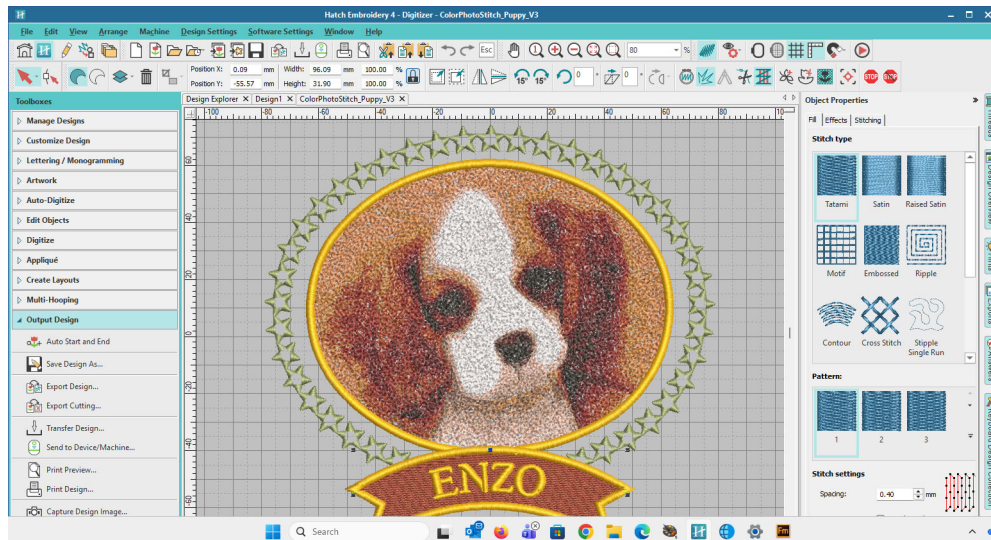 Hatch Embroidery 4 - Digitizer - ColorPhotoStitch_Puppy_V3
File Edit View Arrange Machine Design Settings Software Settings Window Help
Esc 80 %
Position X: 0.09 mm Width: 96.09 mm 100.00 %
Position Y: -55.57 mm Height: 31.90 mm 100.00 %
15° 15° 0 0 STOP STOP
Toolboxes
Manage Designs
Customize Design
Lettering / Monogramming
Artwork
Auto-Digitize
Edit Objects
Digitize
Appliqué
Create Layouts
Multi-Hooping
Output Design
Auto Start and End
Save Design As...
Export Design...
Export Cutting...
Transfer Design...
Send to Device/Machine...
Print Preview...
Print Design...
Capture Design Image...
Design Explorer Design1 ColorPhotoStitch_Puppy_V3
-100 -80 -60 -40 -20 0 20 40 60 80
ENZO
Object Properties
Fill Effects Stitching
Stitch type
Tatami Satin Raised Satin
Motif Embossed Ripple
Contour Cross Stitch Stipple Single Run
Pattern:
1 2 3
Stitch settings
Spacing: 0.40 mm
Threads
Design Overview
Search
Fm